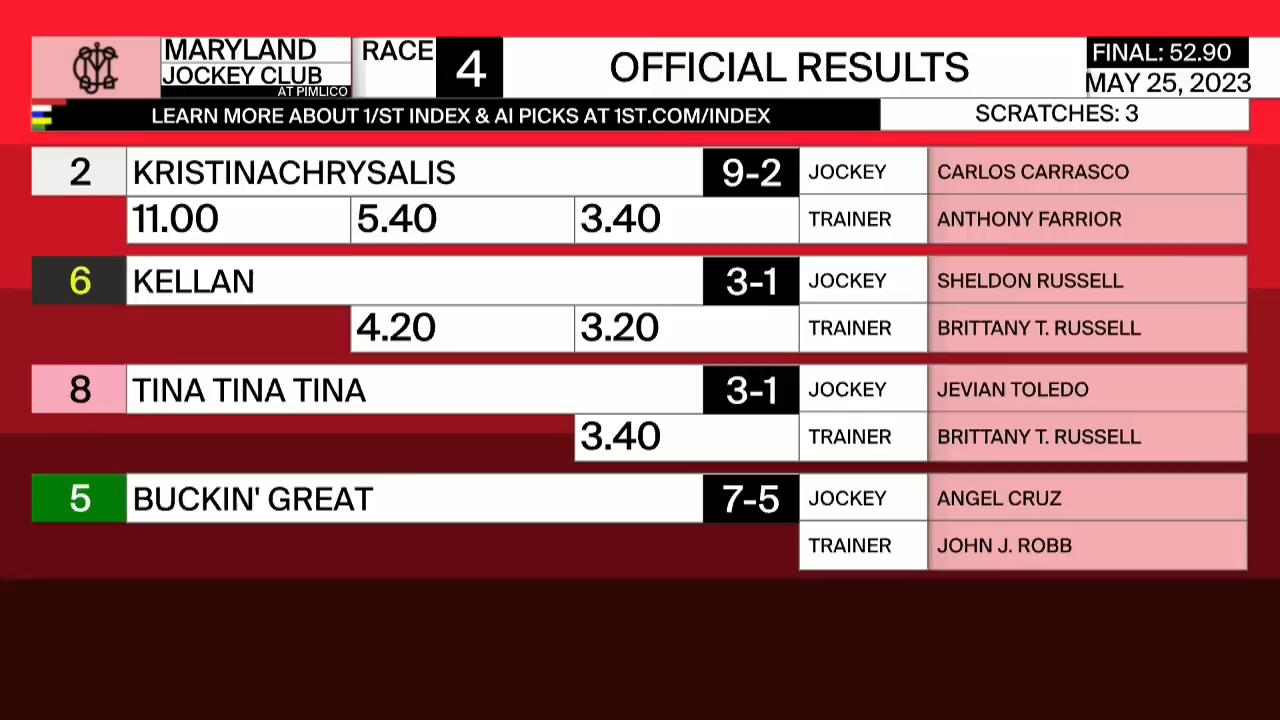 MARYLAND
JOCKEY CLUB
AT PIMLICO
RACE 4
OFFICIAL RESULTS
FINAL: 52.90
MAY 25, 2023
LEARN MORE ABOUT 1/ST INDEX & AI PICKS AT 1ST.COM/INDEX
SCRATCHES: 3
2 KRISTINACHRYSALIS 9-2 JOCKEY CARLOS CARRASCO
11.00 5.40 3.40 TRAINER ANTHONY FARRIOR
6 KELLAN 3-1 JOCKEY SHELDON RUSSELL
4.20 3.20 TRAINER BRITTANY T. RUSSELL
8 TINA TINA TINA 3-1 JOCKEY JEVIAN TOLEDO
3.40 TRAINER BRITTANY T. RUSSELL
5 BUCKIN' GREAT 7-5 JOCKEY ANGEL CRUZ
TRAINER JOHN J. ROBB